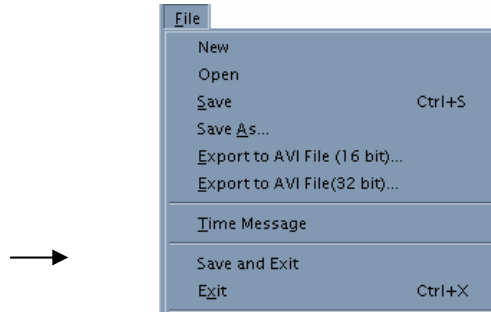 File
New
Open
Save Ctrl+S
Save As...
Export to AVI File (16 bit)...
Export to AVI File(32 bit)...
Time Message
Save and Exit
Exit Ctrl+X